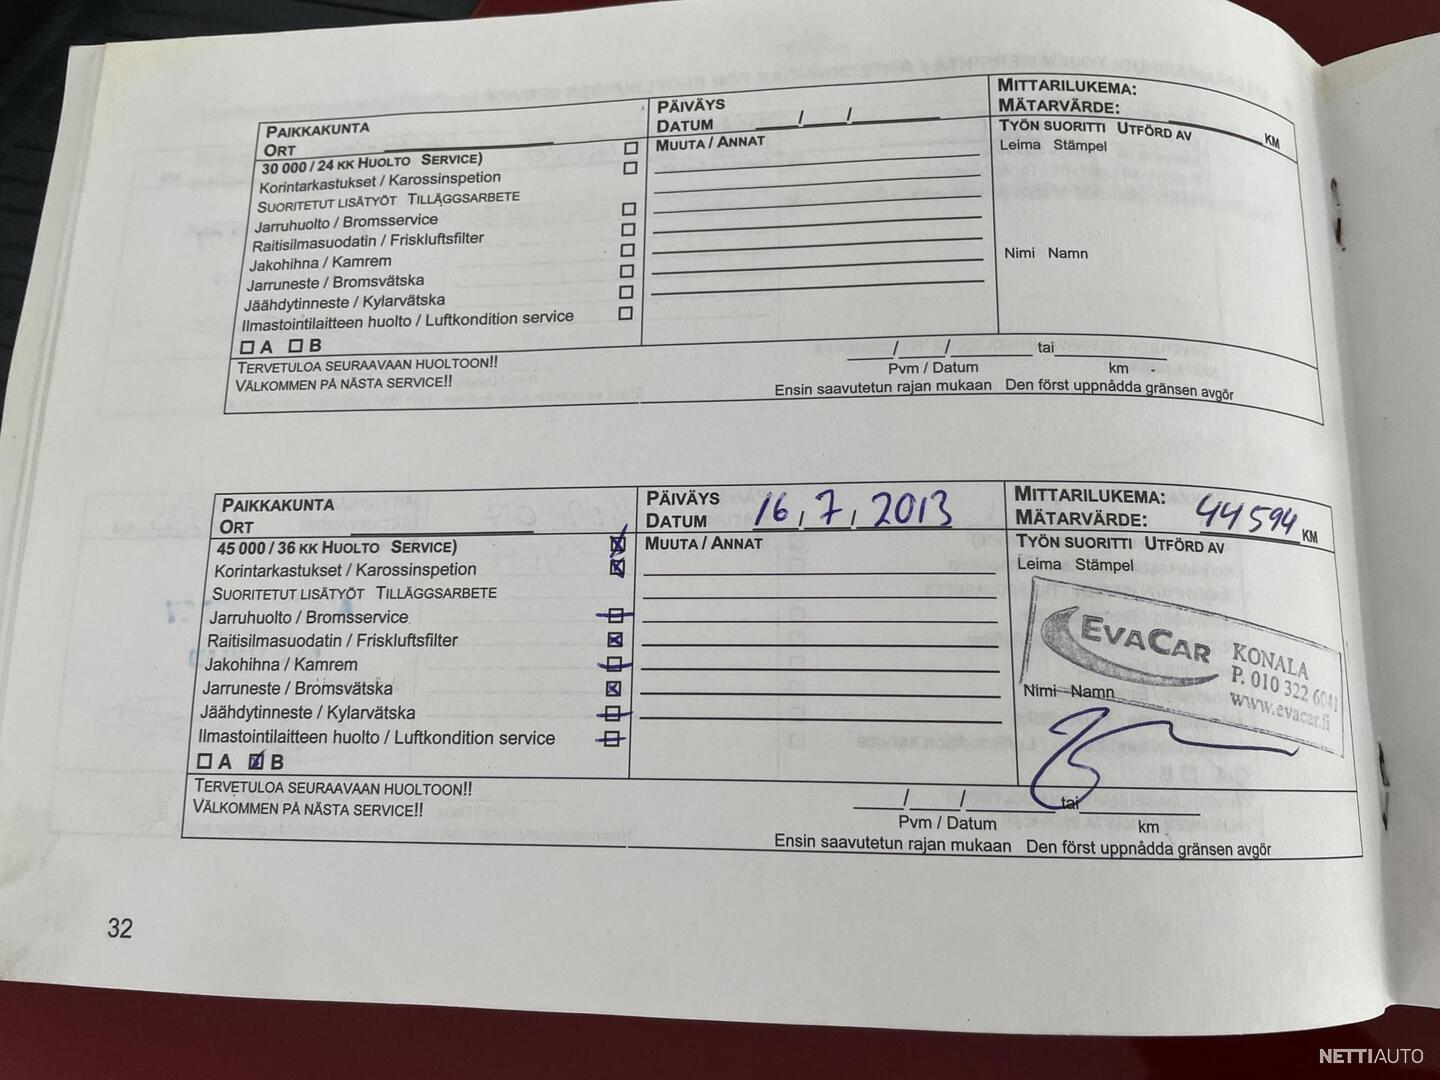 PAIKKAKUNTA
ORT
PÄIVÄYS
DATUM / /
MITTARILUKEMA:
MÄTARVÄRDE: KM
30 000 / 24 KK HUOLTO SERVICE)
Korintarkastukset / Karossinspetion
SUORITETUT LISÄTYÖT TILLÄGGSARBETE
Jarruhuolto / Bromsservice
Raitisilmasuodatin / Friskluftsfilter
Jakohihna / Kamrem
Jarruneste / Bromsvätska
Jäähdytinneste / Kylarvätska
Ilmastointilaitteen huolto / Luftkondition service
A B
MUUTA / ANNAT
TYÖN SUORITTI UTFÖRD AV
Leima Stämpel
Nimi Namn
TERVETULOA SEURAAVAAN HUOLTOON!!
VÄLKOMMEN PÅ NÄSTA SERVICE!!
/ / tai
Pvm / Datum km
Ensin saavutetun rajan mukaan Den först uppnådda gränsen avgör
PAIKKAKUNTA
ORT
PÄIVÄYS
DATUM 16, 7, 2013
MITTARILUKEMA:
MÄTARVÄRDE: 44594 KM
45 000 / 36 KK HUOLTO SERVICE)
Korintarkastukset / Karossinspetion
SUORITETUT LISÄTYÖT TILLÄGGSARBETE
Jarruhuolto / Bromsservice
Raitisilmasuodatin / Friskluftsfilter
Jakohihna / Kamrem
Jarruneste / Bromsvätska
Jäähdytinneste / Kylarvätska
Ilmastointilaitteen huolto / Luftkondition service
A B
MUUTA / ANNAT
TYÖN SUORITTI UTFÖRD AV
Leima Stämpel
EVACAR KONALA
P. 010 322 6041
www.evacar.fi
Nimi Namn
TERVETULOA SEURAAVAAN HUOLTOON!!
VÄLKOMMEN PÅ NÄSTA SERVICE!!
/ / tai
Pvm / Datum km
Ensin saavutetun rajan mukaan Den först uppnådda gränsen avgör
32
NETTIAUTO